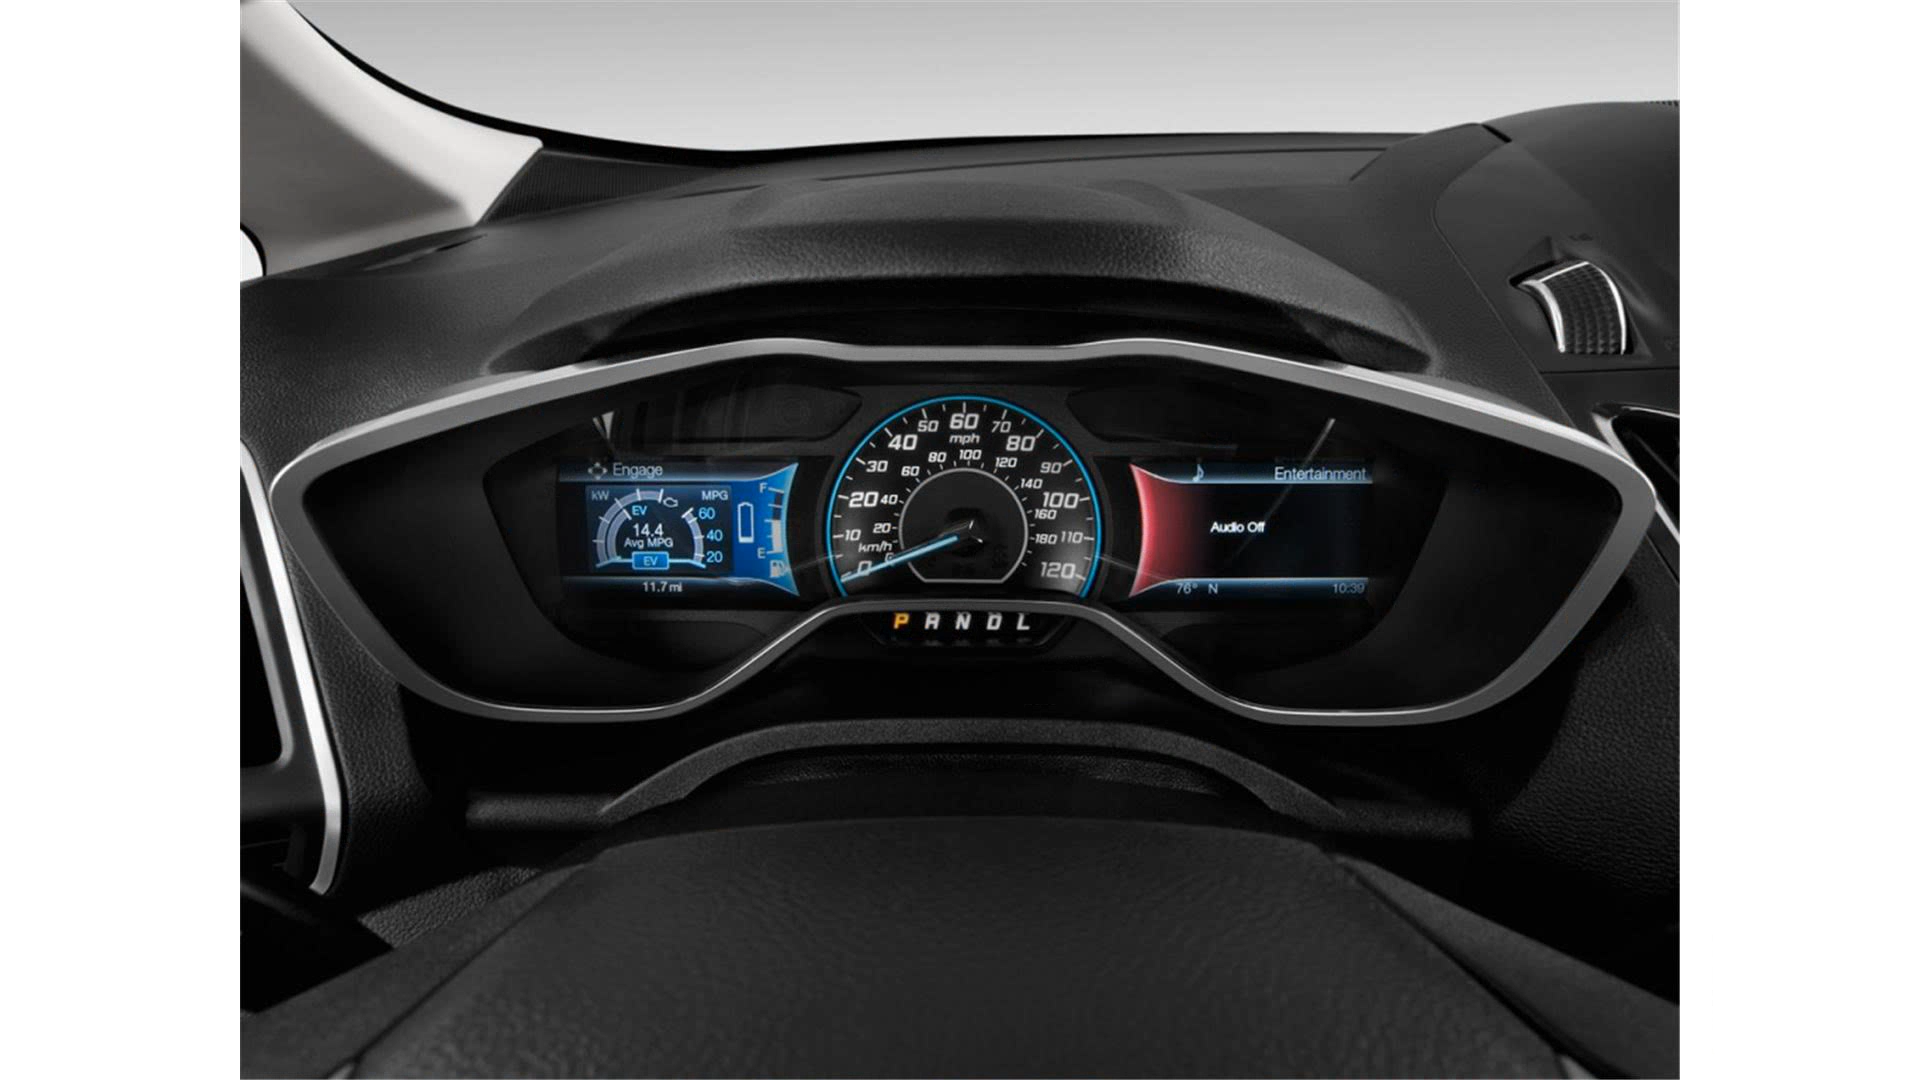 Engage
kW
MPG
EV
60
14.4
40
Avg MPG
20
EV
F
E
11.7 mi
0
10
20
30
40
50
60
70
80
90
100
110
120
mph
km/h
20
40
60
80
100
120
140
160
180
P R N D L
Entertainment
Audio Off
76° N
10:39